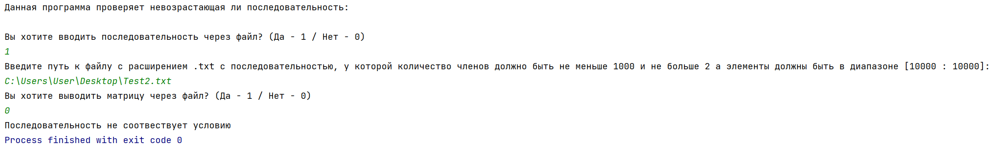 Данная программа проверяет невозрастающая ли последовательность:
Вы хотите вводить последовательность через файл? (Да - 1 / Нет - 0)
1
Введите путь к файлу с расширением .txt с последовательностью, у которой количество членов должно быть не меньше 1000 и не больше 2 а элементы должны быть в диапазоне [10000 : 10000]:
C:\Users\User\Desktop\Test2.txt
Вы хотите выводить матрицу через файл? (Да - 1 / Нет - 0)
0
Последовательность не соотвествует условию
Process finished with exit code 0